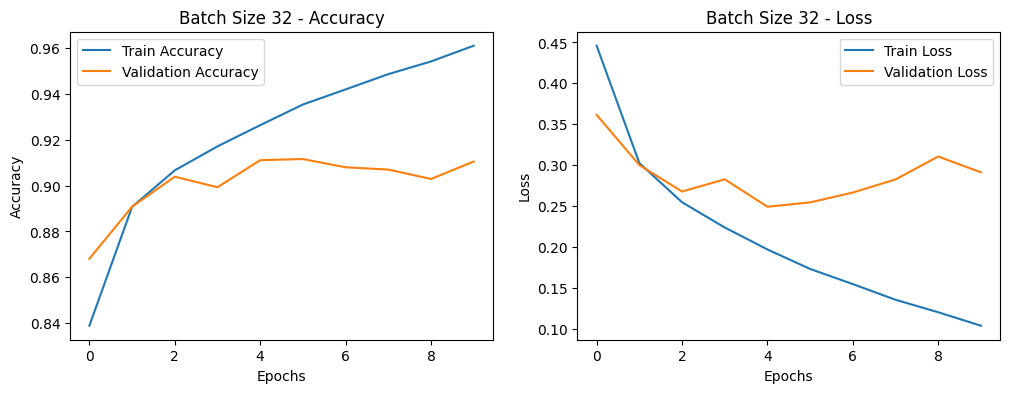 Batch Size 32 - Accuracy
Train Accuracy
Validation Accuracy
0.96
0.94
0.92
0.90
0.88
0.86
0.84
Accuracy
0 2 4 6 8
Epochs
Batch Size 32 - Loss
Train Loss
Validation Loss
0.45
0.40
0.35
0.30
0.25
0.20
0.15
0.10
Loss
0 2 4 6 8
Epochs